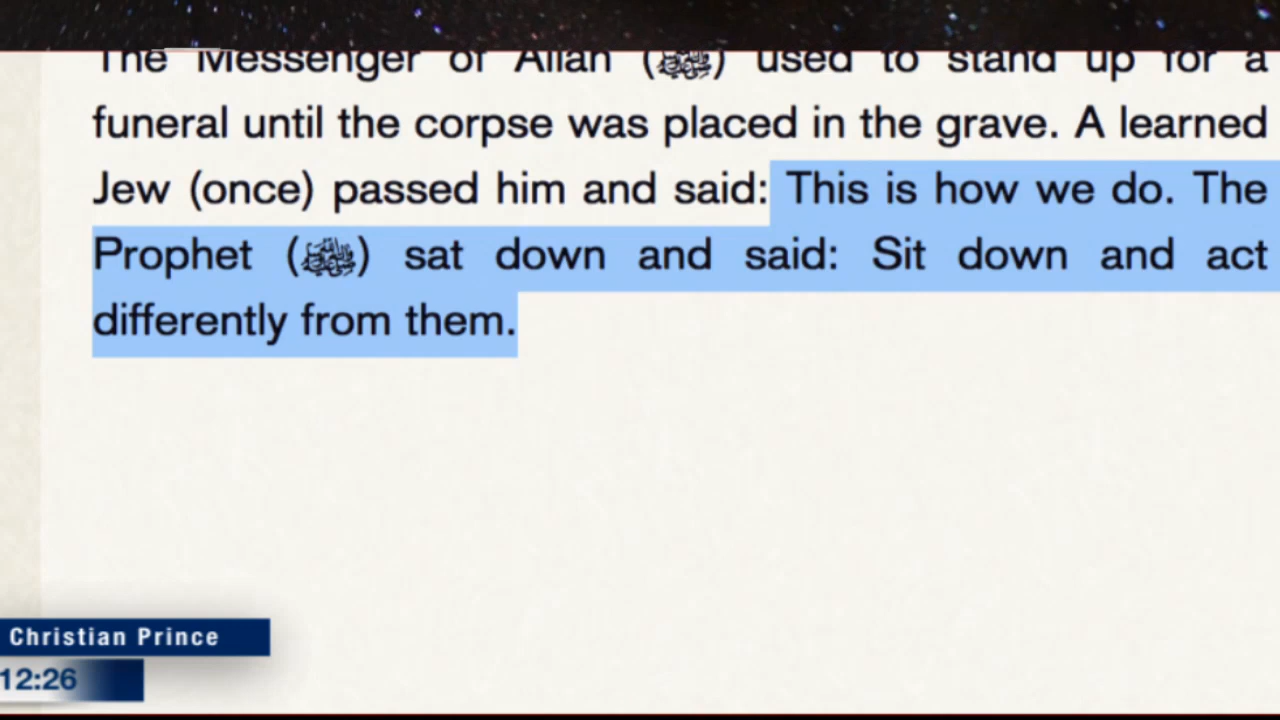 The Messenger of Allah (ﷺ) used to stand up for a
funeral until the corpse was placed in the grave. A learned
Jew (once) passed him and said: This is how we do. The
Prophet (ﷺ) sat down and said: Sit down and act
differently from them.
Christian Prince
12:26